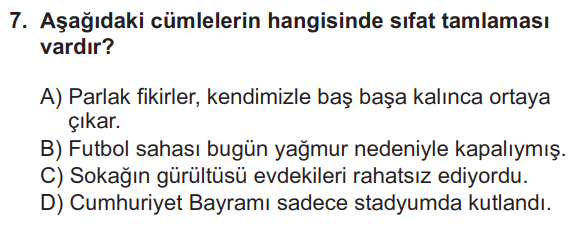 7. Aşağıdaki cümlelerin hangisinde sıfat tamlaması
vardır?
A) Parlak fikirler, kendimizle baş başa kalınca ortaya
çıkar.
B) Futbol sahası bugün yağmur nedeniyle kapalıymış.
C) Sokağın gürültüsü evdekileri rahatsız ediyordu.
D) Cumhuriyet Bayramı sadece stadyumda kutlandı.